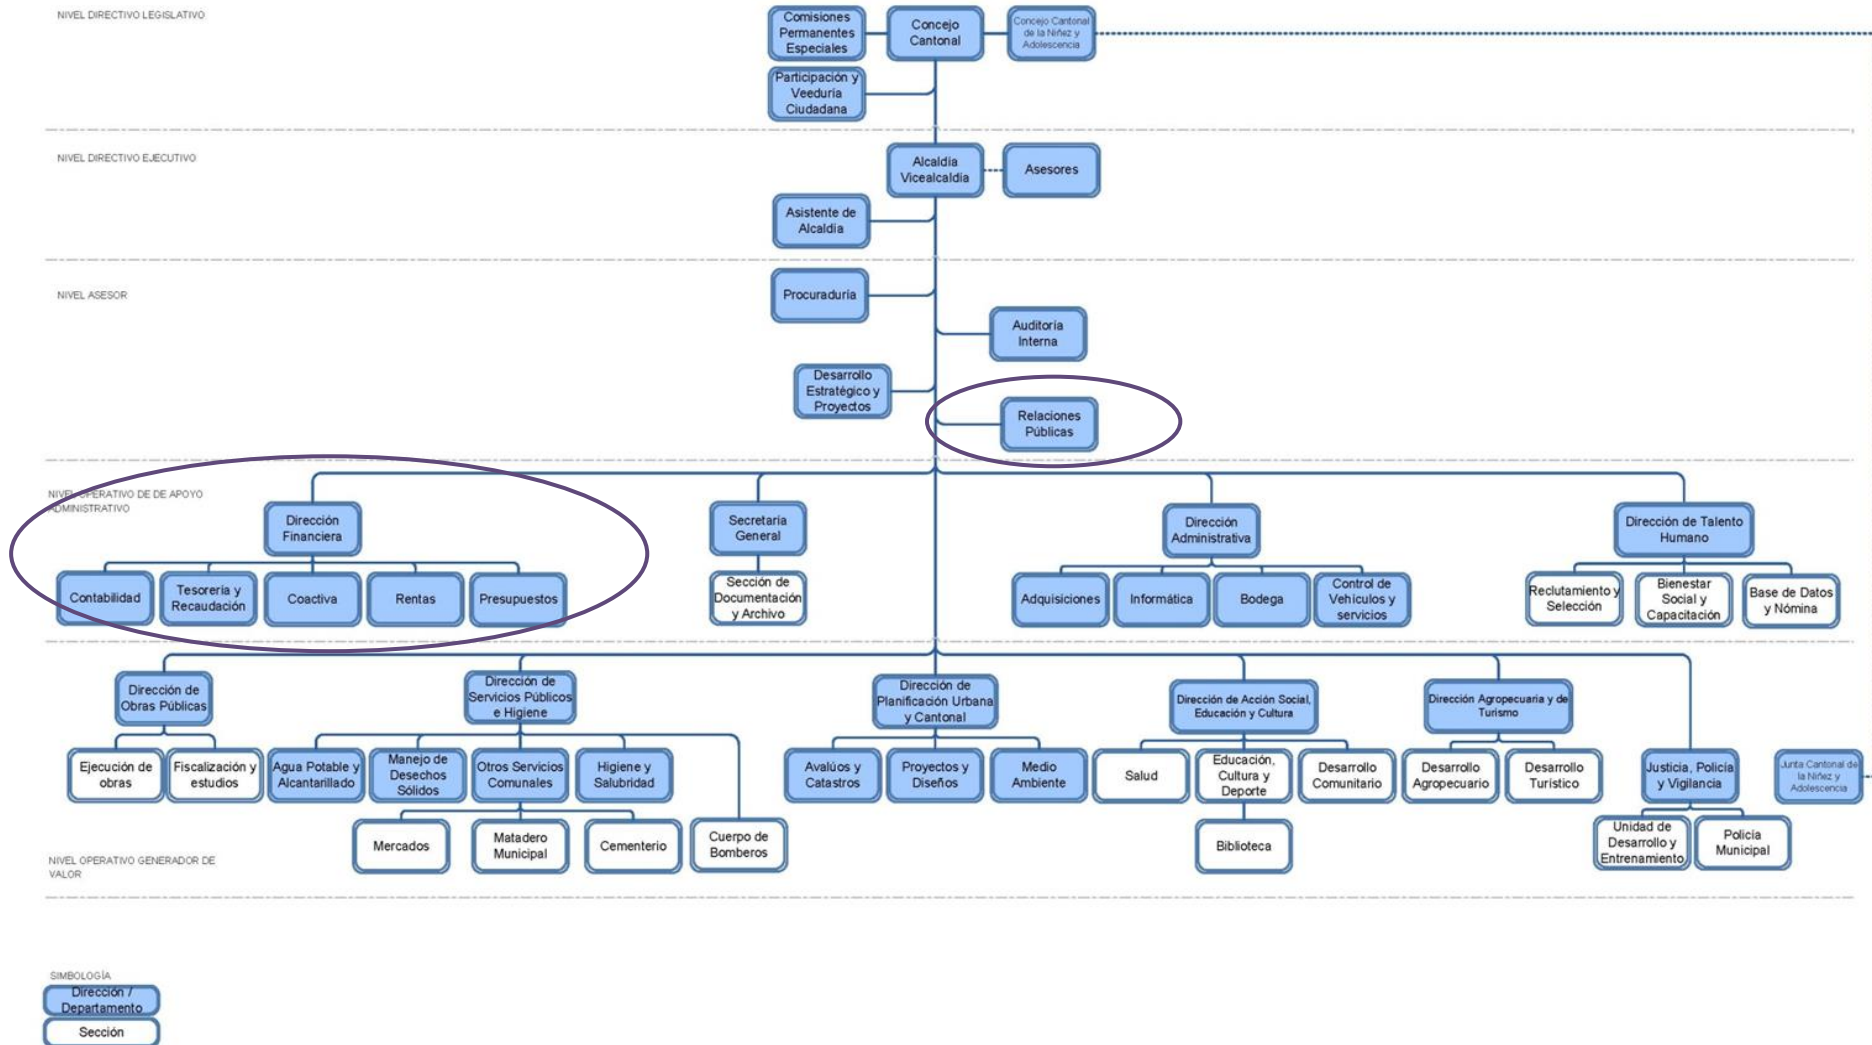 NIVEL DIRECTIVO LEGISLATIVO
Comisiones
Permanentes
Especiales
Concejo
Cantonal
Concejo Cantonal
de la Niñez y
Adolescencia
Participación y
Veeduría
Ciudadana
NIVEL DIRECTIVO EJECUTIVO
Alcaldía
Vicealcaldía
Asesores
Asistente de
Alcaldía
NIVEL ASESOR
Procuraduría
Auditoría
Interna
Desarrollo
Estratégico y
Proyectos
Relaciones
Públicas
NIVEL OPERATIVO DE DE APOYO
ADMINISTRATIVO
Dirección
Financiera
Secretaría
General
Dirección
Administrativa
Dirección de Talento
Humano
Contabilidad
Tesorería y
Recaudación
Coactiva
Rentas
Presupuestos
Sección de
Documentación
y Archivo
Adquisiciones
Informática
Bodega
Control de
Vehículos y
servicios
Reclutamiento y
Selección
Bienestar
Social y
Capacitación
Base de Datos
y Nómina
Dirección de
Obras Públicas
Dirección de
Servicios Públicos
e Higiene
Dirección de
Planificación Urbana
y Cantonal
Dirección de Acción Social,
Educación y Cultura
Dirección Agropecuaria y de
Turismo
Ejecución de
obras
Fiscalización y
estudios
Agua Potable y
Alcantarillado
Manejo de
Desechos
Sólidos
Otros Servicios
Comunales
Higiene y
Salubridad
Avalúos y
Catastros
Proyectos y
Diseños
Medio
Ambiente
Salud
Educación,
Cultura y
Deporte
Desarrollo
Comunitario
Desarrollo
Agropecuario
Desarrollo
Turístico
Justicia, Policía
y Vigilancia
Junta Cantonal de
la Niñez y
Adolescencia
Mercados
Matadero
Municipal
Cementerio
Cuerpo de
Bomberos
Biblioteca
Unidad de
Desarrollo y
Entrenamiento
Policía
Municipal
NIVEL OPERATIVO GENERADOR DE
VALOR
SIMBOLOGÍA
Dirección /
Departamento
Sección